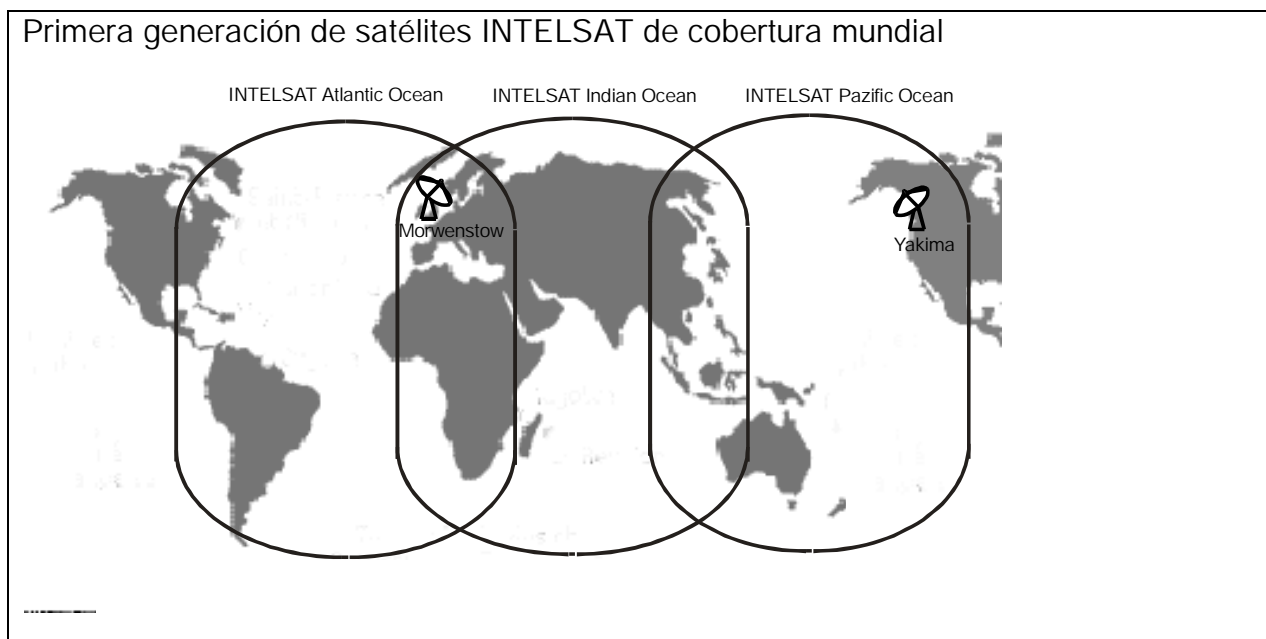 Primera generación de satélites INTELSAT de cobertura mundial
INTELSAT Atlantic Ocean INTELSAT Indian Ocean INTELSAT Pazific Ocean
Morwenstow
Yakima